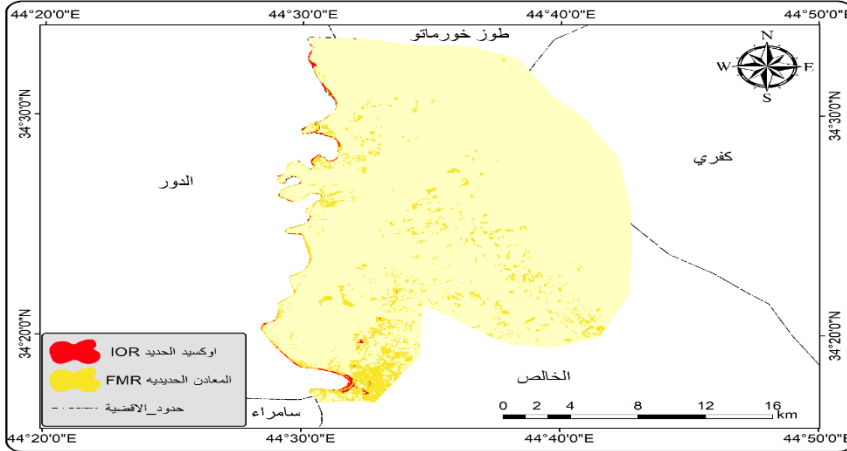 44°20'0"E 44°30'0"E 44°40'0"E 44°50'0"E
طوز خورماتو
N
W E
S
34°30'0"N 34°30'0"N
كفري
الدور
34°20'0"N 34°20'0"N
اوكسيد الحديد IOR
المعادن الحديديه FMR
حدود_الاقضية
الخالص
سامراء
0 2 4 8 12 16
km
44°20'0"E 44°30'0"E 44°40'0"E 44°50'0"E